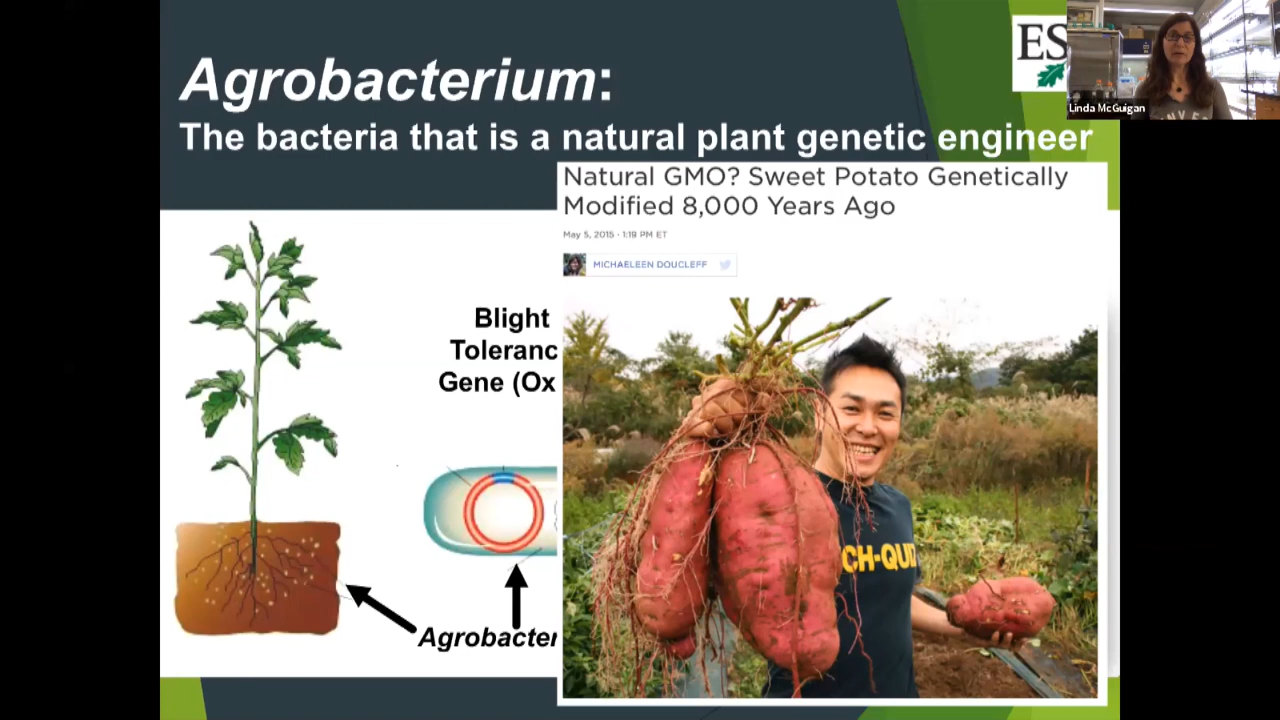 Agrobacterium:
The bacteria that is a natural plant genetic engineer
ES
Linda McGuigan
Natural GMO? Sweet Potato Genetically
Modified 8,000 Years Ago
May 5, 2015 · 1:19 PM ET
MICHAELEEN DOUCLEFF
Blight
Toleranc
Gene (Ox
Agrobacter
CH-QU